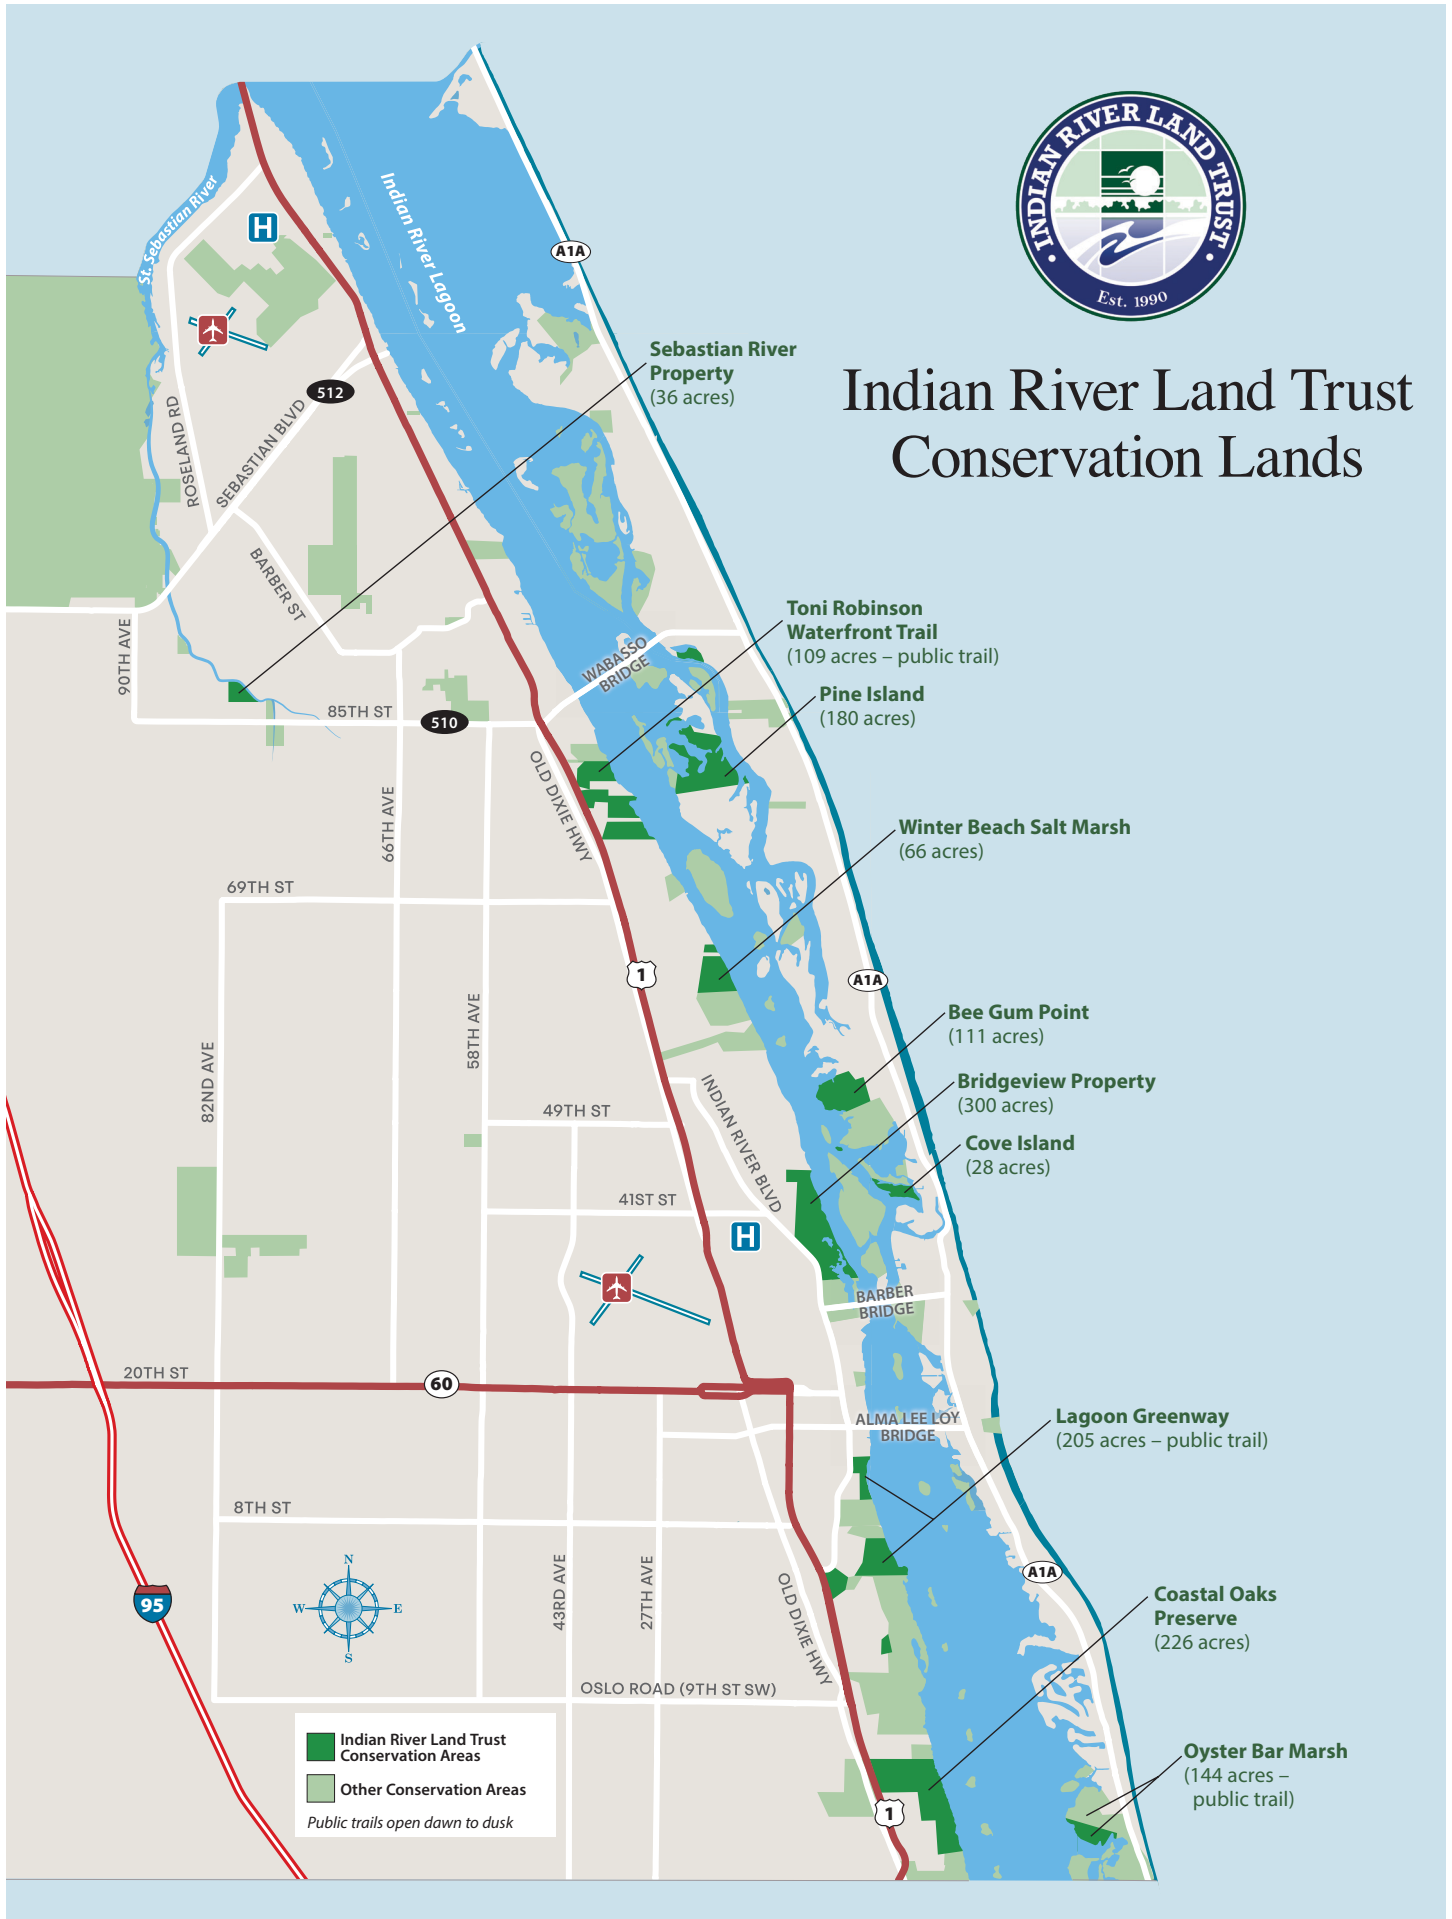 INDIAN RIVER LAND TRUST
Est. 1990
Indian River Land Trust
Conservation Lands
St. Sebastian River
Indian River Lagoon
H
A1A
Sebastian River
Property
(36 acres)
512
ROSELAND RD
SEBASTIAN BLVD
BARBER ST
Toni Robinson
Waterfront Trail
(109 acres – public trail)
90TH AVE
WABASSO
BRIDGE
Pine Island
(180 acres)
85TH ST
510
OLD DIXIE HWY
66TH AVE
Winter Beach Salt Marsh
(66 acres)
69TH ST
1
A1A
58TH AVE
82ND AVE
Bee Gum Point
(111 acres)
Bridgeview Property
(300 acres)
49TH ST
INDIAN RIVER BLVD
Cove Island
(28 acres)
41ST ST
H
BARBER
BRIDGE
20TH ST
60
ALMA LEE LOY
BRIDGE
Lagoon Greenway
(205 acres – public trail)
8TH ST
N
W
E
S
43RD AVE
27TH AVE
OLD DIXIE HWY
A1A
95
Coastal Oaks
Preserve
(226 acres)
OSLO ROAD (9TH ST SW)
Indian River Land Trust
Conservation Areas
Other Conservation Areas
Public trails open dawn to dusk
1
Oyster Bar Marsh
(144 acres –
public trail)